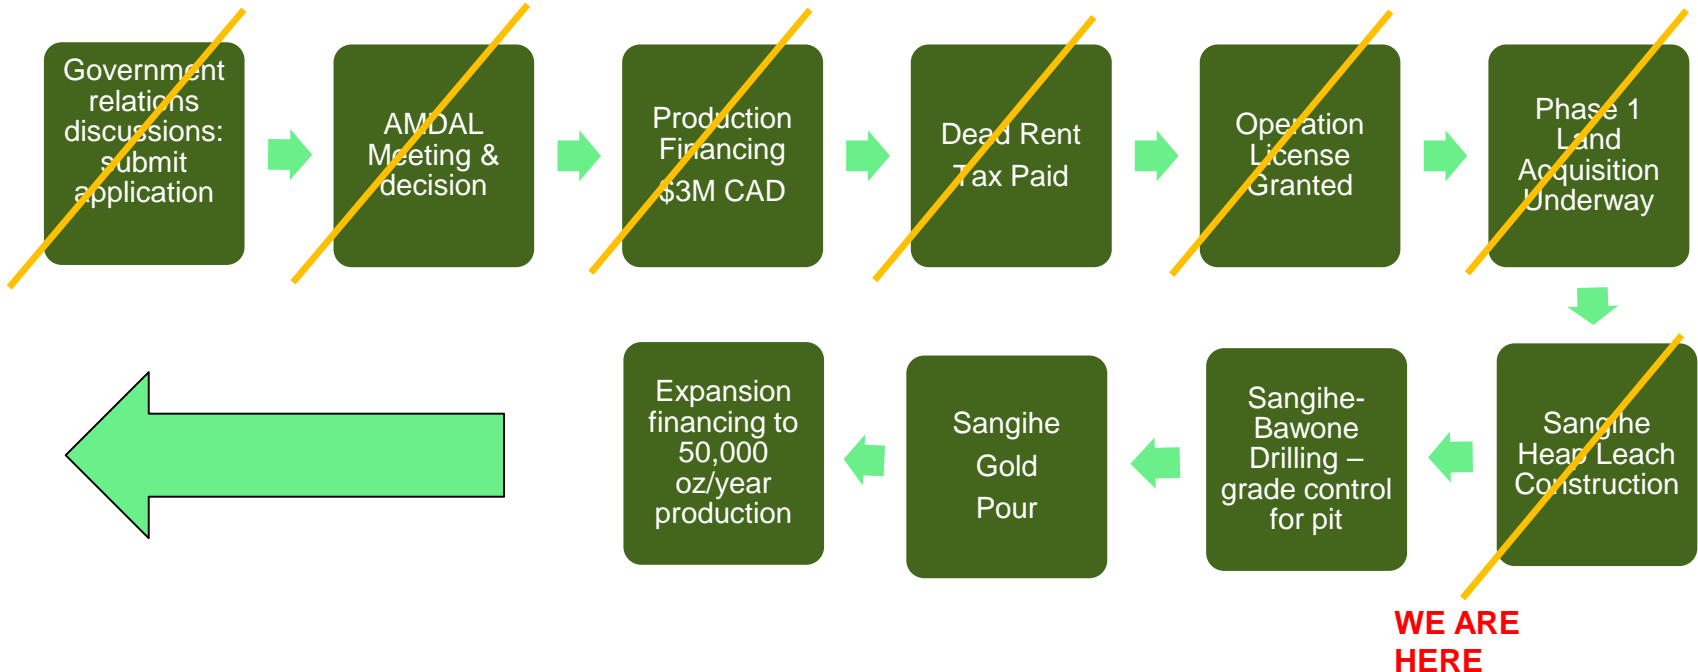 Government
relations
discussions:
submit
application
AMDAL
Meeting &
decision
Production
Financing
$3M CAD
Dead Rent
Tax Paid
Operation
License
Granted
Phase 1
Land
Acquisition
Underway
Expansion
financing to
50,000
oz/year
production
Sangihe
Gold
Pour
Sangihe-
Bawone
Drilling –
grade control
for pit
Sangihe
Heap Leach
Construction
WE ARE
HERE